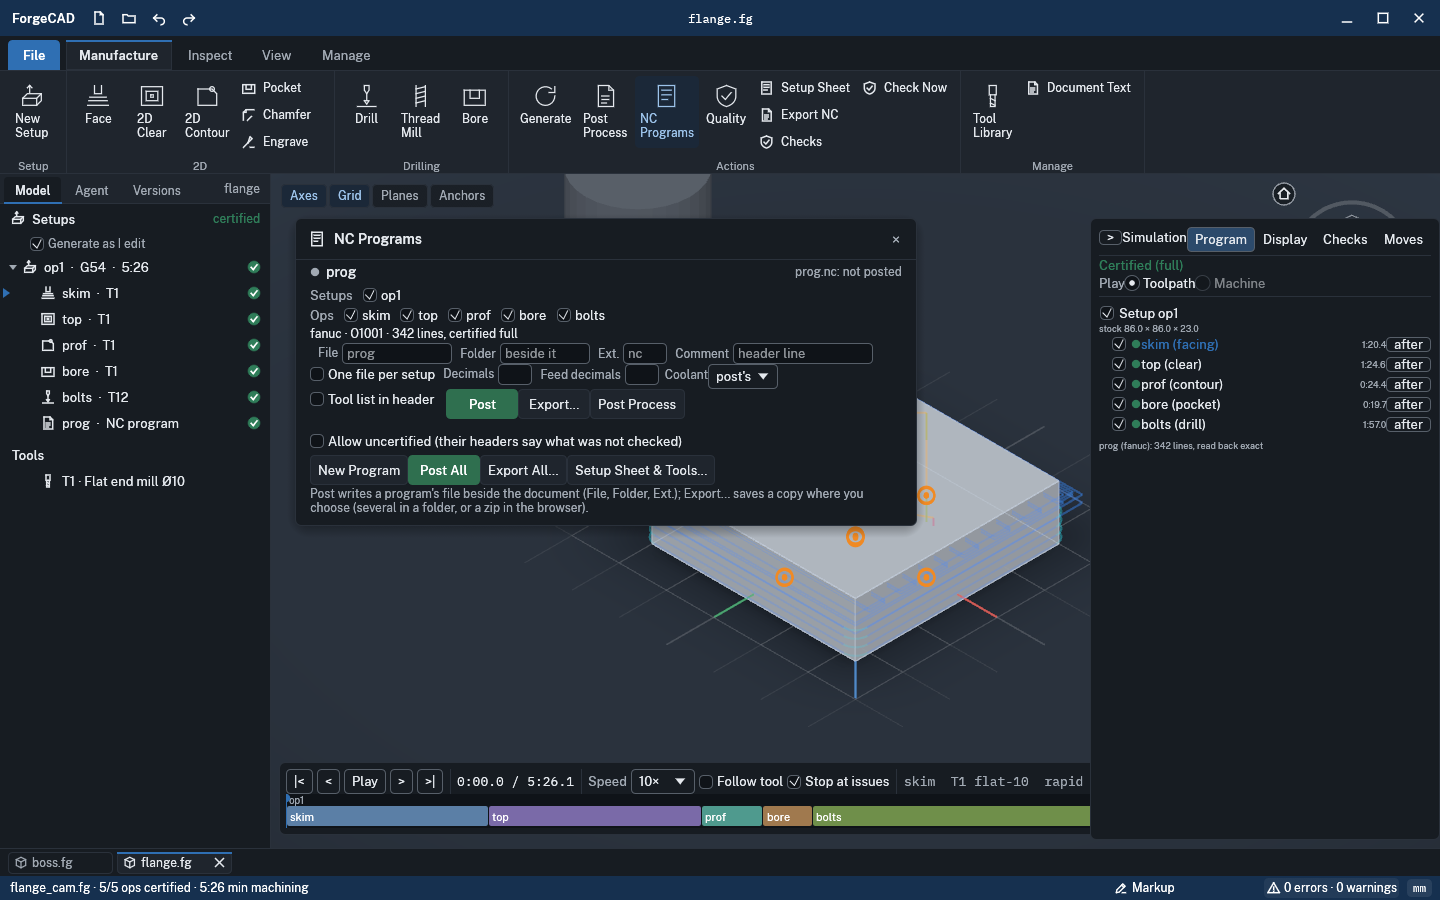 ForgeCAD
flange.fg
File
Manufacture
Inspect
View
Manage
New Setup
Setup
Face
2D Clear
2D Contour
Pocket
Chamfer
Engrave
2D
Drill
Thread Mill
Bore
Drilling
Generate
Post Process
NC Programs
Quality
Setup Sheet
Export NC
Checks
Check Now
Actions
Tool Library
Document Text
Manage
Model
Agent
Versions
flange
Setups
certified
Generate as I edit
op1 · G54 · 5:26
skim · T1
top · T1
prof · T1
bore · T1
bolts · T12
prog · NC program
Tools
T1 · Flat end mill Ø10
Axes
Grid
Planes
Anchors
NC Programs
×
prog
prog.nc: not posted
Setups op1
Ops skim top prof bore bolts
fanuc · O1001 · 342 lines, certified full
File prog Folder beside it Ext. nc Comment header line
One file per setup Decimals Feed decimals Coolant post's
Tool list in header Post Export... Post Process
Allow uncertified (their headers say what was not checked)
New Program Post All Export All... Setup Sheet & Tools...
Post writes a program's file beside the document (File, Folder, Ext.); Export... saves a copy where you
choose (several in a folder, or a zip in the browser).
> Simulation Program Display Checks Moves
Certified (full)
Play Toolpath Machine
Setup op1
stock 86.0 × 86.0 × 23.0
skim (facing) 1:20.4 after
top (clear) 1:24.6 after
prof (contour) 0:24.4 after
bore (pocket) 0:19.7 after
bolts (drill) 1:57.0 after
prog (fanuc): 342 lines, read back exact
|< < Play > >| 0:00.0 / 5:26.1 Speed 10× Follow tool Stop at issues skim T1 flat-10 rapid
op1
skim top prof bore bolts
boss.fg
flange.fg
flange_cam.fg · 5/5 ops certified · 5:26 min machining
Markup
0 errors · 0 warnings
mm